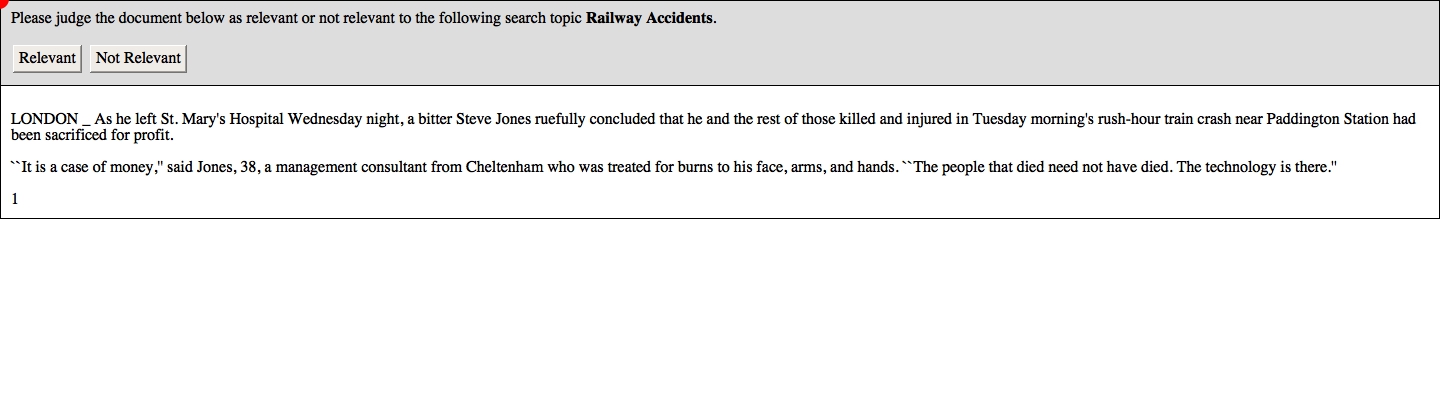 Please judge the document below as relevant or not relevant to the following search topic Railway Accidents.
Relevant Not Relevant
LONDON _ As he left St. Mary's Hospital Wednesday night, a bitter Steve Jones ruefully concluded that he and the rest of those killed and injured in Tuesday morning's rush-hour train crash near Paddington Station had
been sacrificed for profit.
``It is a case of money,'' said Jones, 38, a management consultant from Cheltenham who was treated for burns to his face, arms, and hands. ``The people that died need not have died. The technology is there.''
1